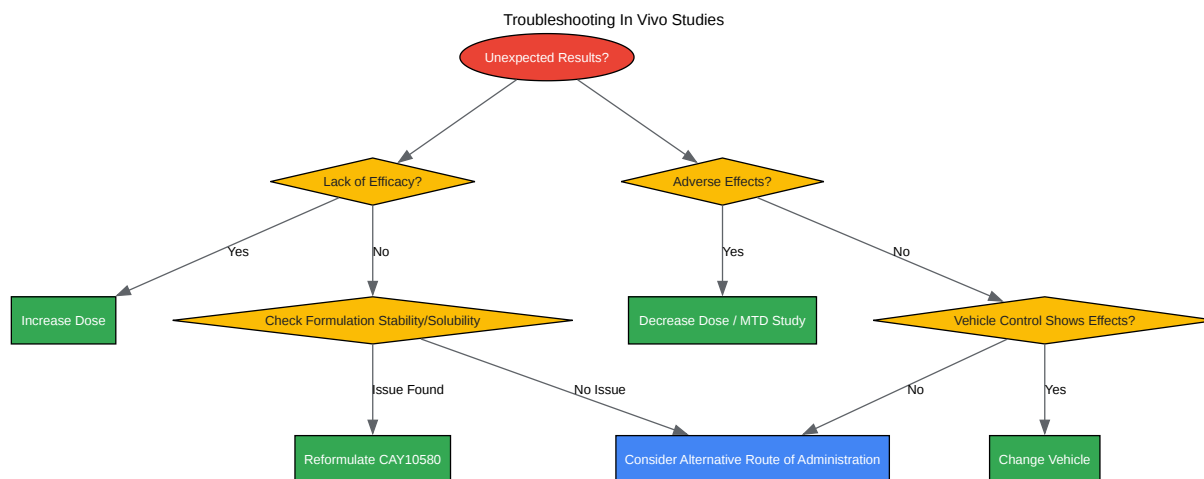 Troubleshooting In Vivo Studies
Unexpected Results?
Lack of Efficacy?
Adverse Effects?
Yes
No
Yes
No
Increase Dose
Check Formulation Stability/Solubility
Decrease Dose / MTD Study
Vehicle Control Shows Effects?
Issue Found
No Issue
No
Yes
Reformulate CAY10580
Consider Alternative Route of Administration
Change Vehicle